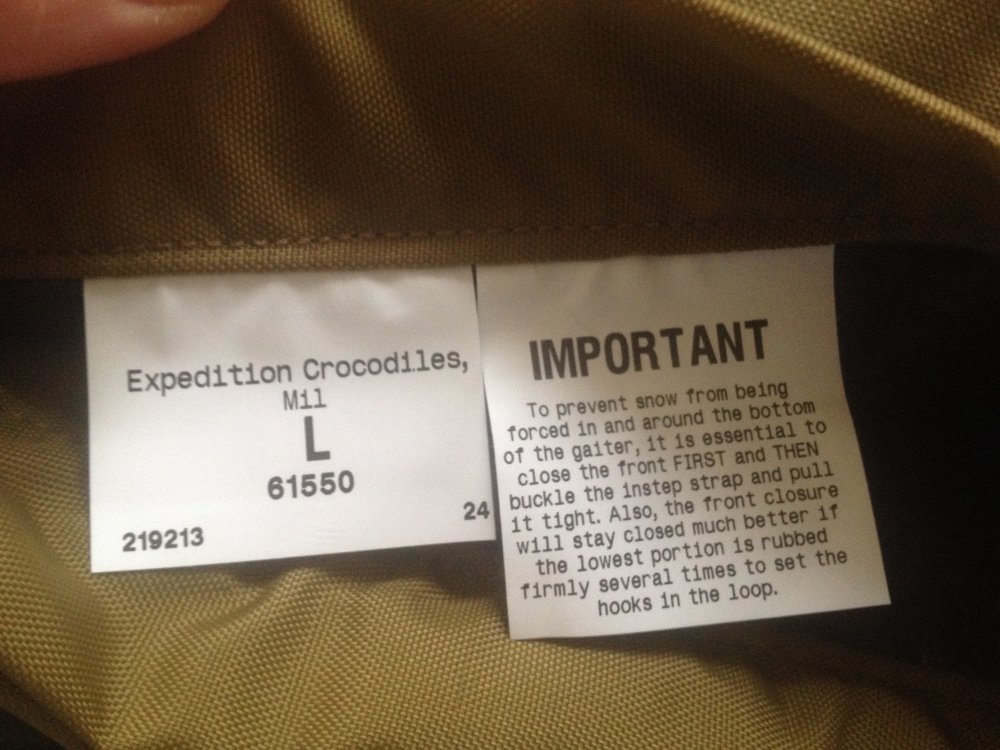 Expedition Crocodiles,
Mil
L
61550
24
219213
IMPORTANT
To prevent snow from being
forced in and around the bottom
of the gaiter, it is essential to
close the front FIRST and THEN
buckle the instep strap and pull
it tight. Also, the front closure
will stay closed much better if
the lowest portion is rubbed
firmly several times to set the
hooks in the loop.